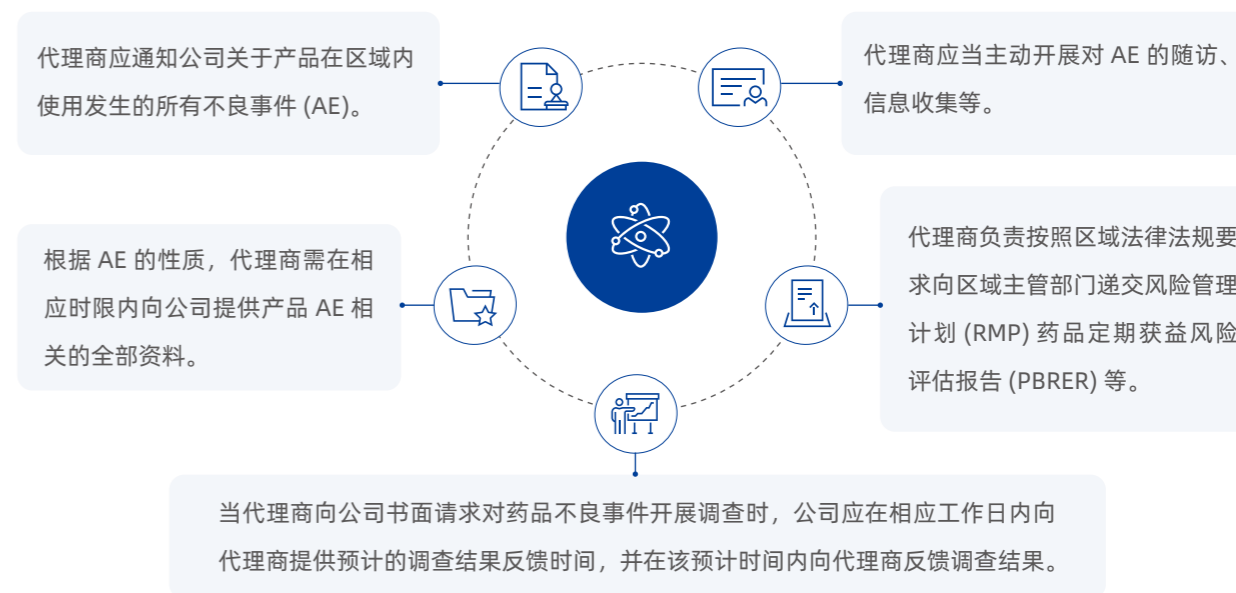 代理商应通知公司关于产品在区域内
使用发生的所有不良事件 (AE)。
代理商应当主动开展对 AE 的随访、
信息收集等。
根据 AE 的性质，代理商需在相
应时限内向公司提供产品 AE 相
关的全部资料。
代理商负责按照区域法律法规要
求向区域主管部门递交风险管理
计划 (RMP) 药品定期获益风险
评估报告 (PBRER) 等。
当代理商向公司书面请求对药品不良事件开展调查时，公司应在相应工作日内向
代理商提供预计的调查结果反馈时间，并在该预计时间内向代理商反馈调查结果。